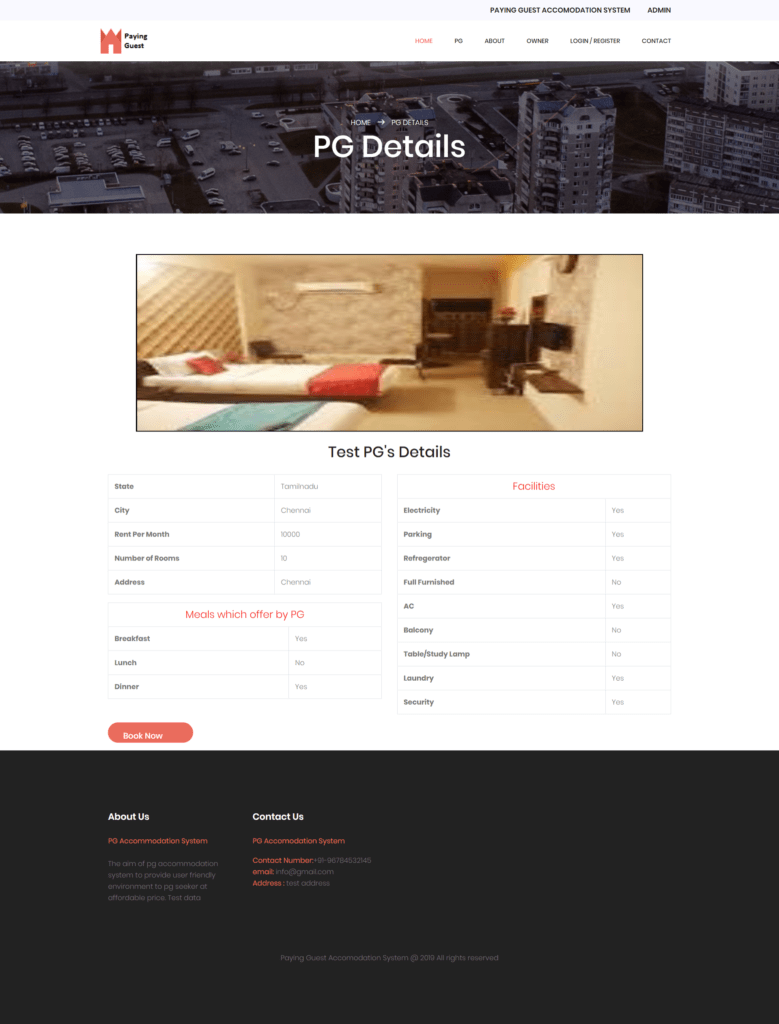 PAYING GUEST ACCOMODATION SYSTEM ADMIN
Paying
Guest
HOME PG ABOUT OWNER LOGIN / REGISTER CONTACT
HOME → PG DETAILS
PG Details
Test PG's Details
State Tamilnadu
City Chennai
Rent Per Month 10000
Number of Rooms 10
Address Chennai
Meals which offer by PG
Breakfast Yes
Lunch No
Dinner Yes
Facilities
Electricity Yes
Parking Yes
Refregerator Yes
Full Furnished No
AC Yes
Balcony No
Table/Study Lamp No
Laundry Yes
Security Yes
Book Now
About Us
PG Accommodation System
The aim of pg accommodation
system to provide user friendly
environment to pg seeker at
affordable price. Test data
Contact Us
PG Accomodation System
Contact Number:+91-96784532145
email: info@gmail.com
Address : test address
Paying Guest Accomodation System @ 2019 All rights reserved